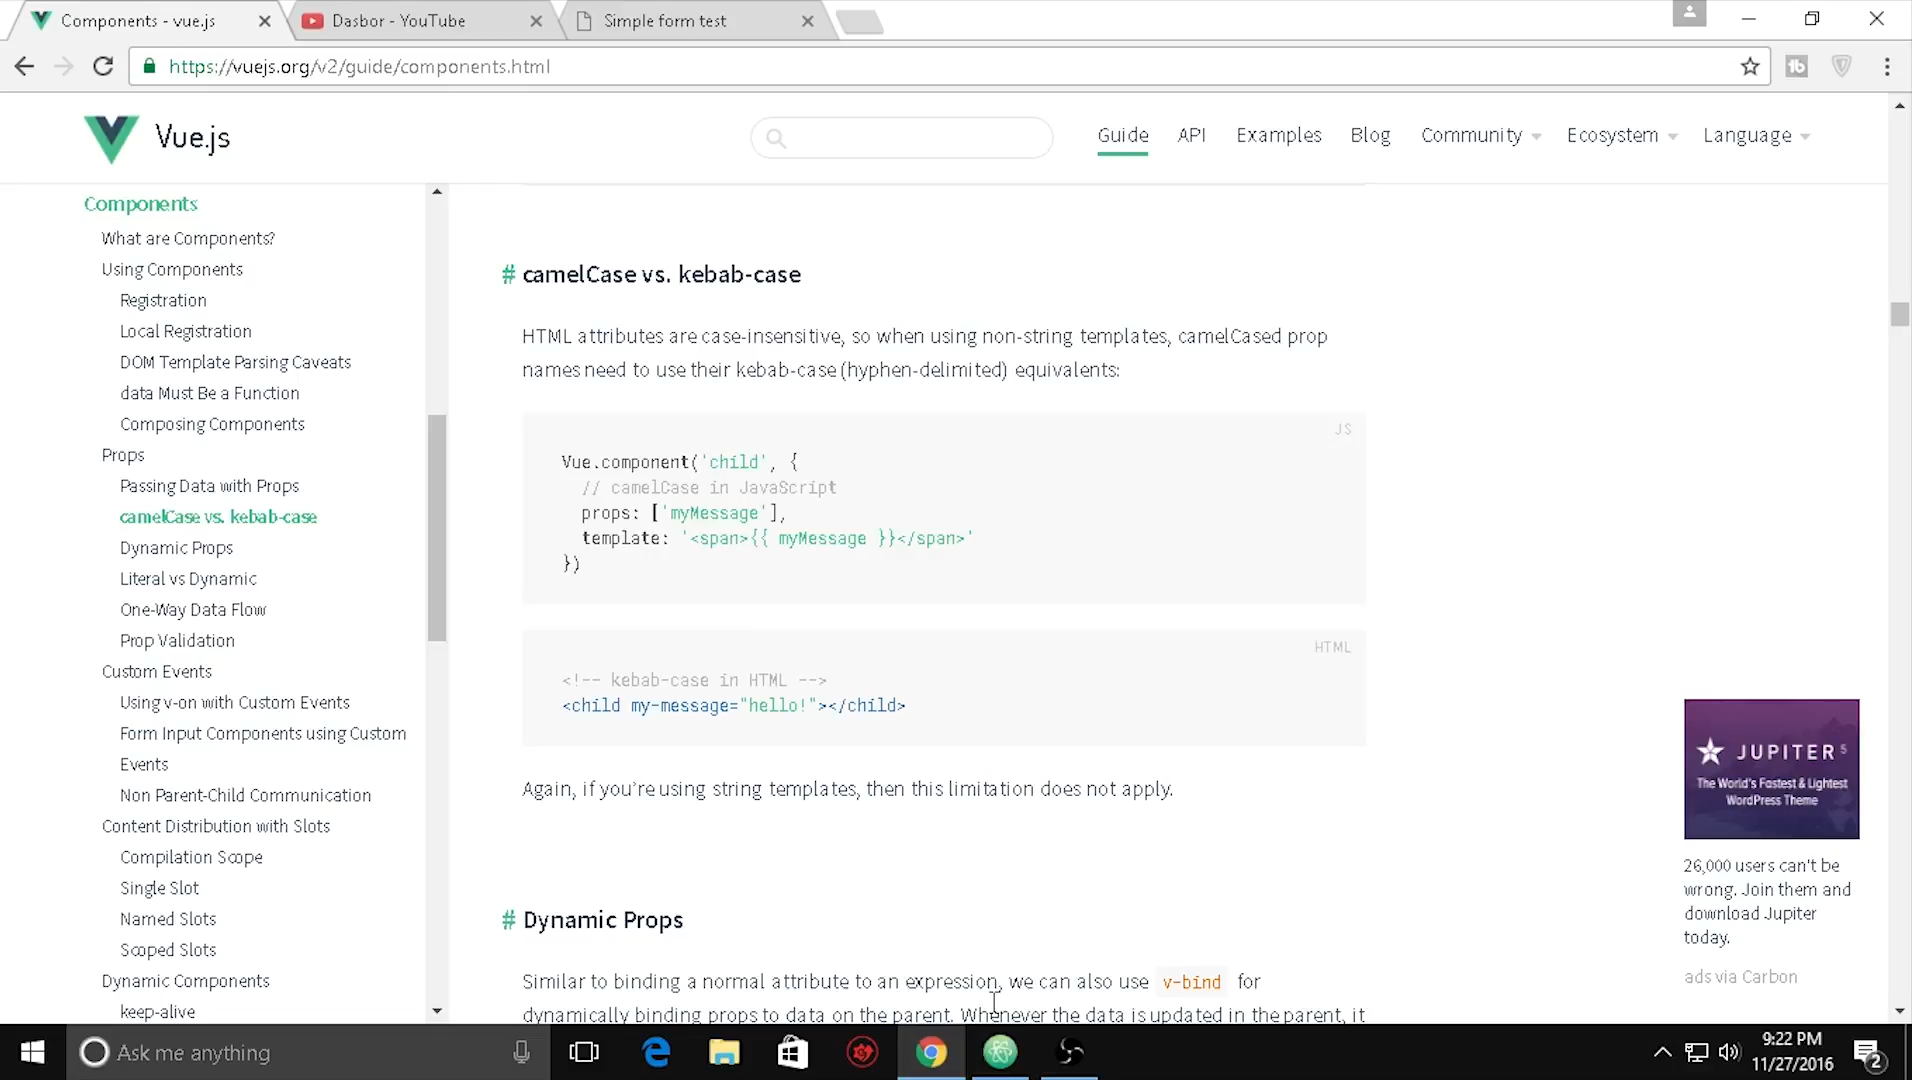 Components - vue.js
Dasbor - YouTube
Simple form test
https://vuejs.org/v2/guide/components.html
Vue.js
Guide
API
Examples
Blog
Community
Ecosystem
Language
Components
What are Components?
Using Components
Registration
Local Registration
DOM Template Parsing Caveats
data Must Be a Function
Composing Components
Props
Passing Data with Props
camelCase vs. kebab-case
Dynamic Props
Literal vs Dynamic
One-Way Data Flow
Prop Validation
Custom Events
Using v-on with Custom Events
Form Input Components using Custom
Events
Non Parent-Child Communication
Content Distribution with Slots
Compilation Scope
Single Slot
Named Slots
Scoped Slots
Dynamic Components
keep-alive
# camelCase vs. kebab-case
HTML attributes are case-insensitive, so when using non-string templates, camelCased prop
names need to use their kebab-case (hyphen-delimited) equivalents:
JS
Vue.component('child', {
// camelCase in JavaScript
props: ['myMessage'],
template: '<span>{{ myMessage }}</span>'
})
HTML
<!-- kebab-case in HTML -->
<child my-message="hello!"></child>
Again, if you’re using string templates, then this limitation does not apply.
# Dynamic Props
Similar to binding a normal attribute to an expression, we can also use v-bind for
dynamically binding props to data on the parent. Whenever the data is updated in the parent, it
JUPITER 5
The World's Fastest & Lightest
WordPress Theme
26,000 users can't be
wrong. Join them and
download Jupiter
today.
ads via Carbon
Ask me anything
9:22 PM
11/27/2016
2